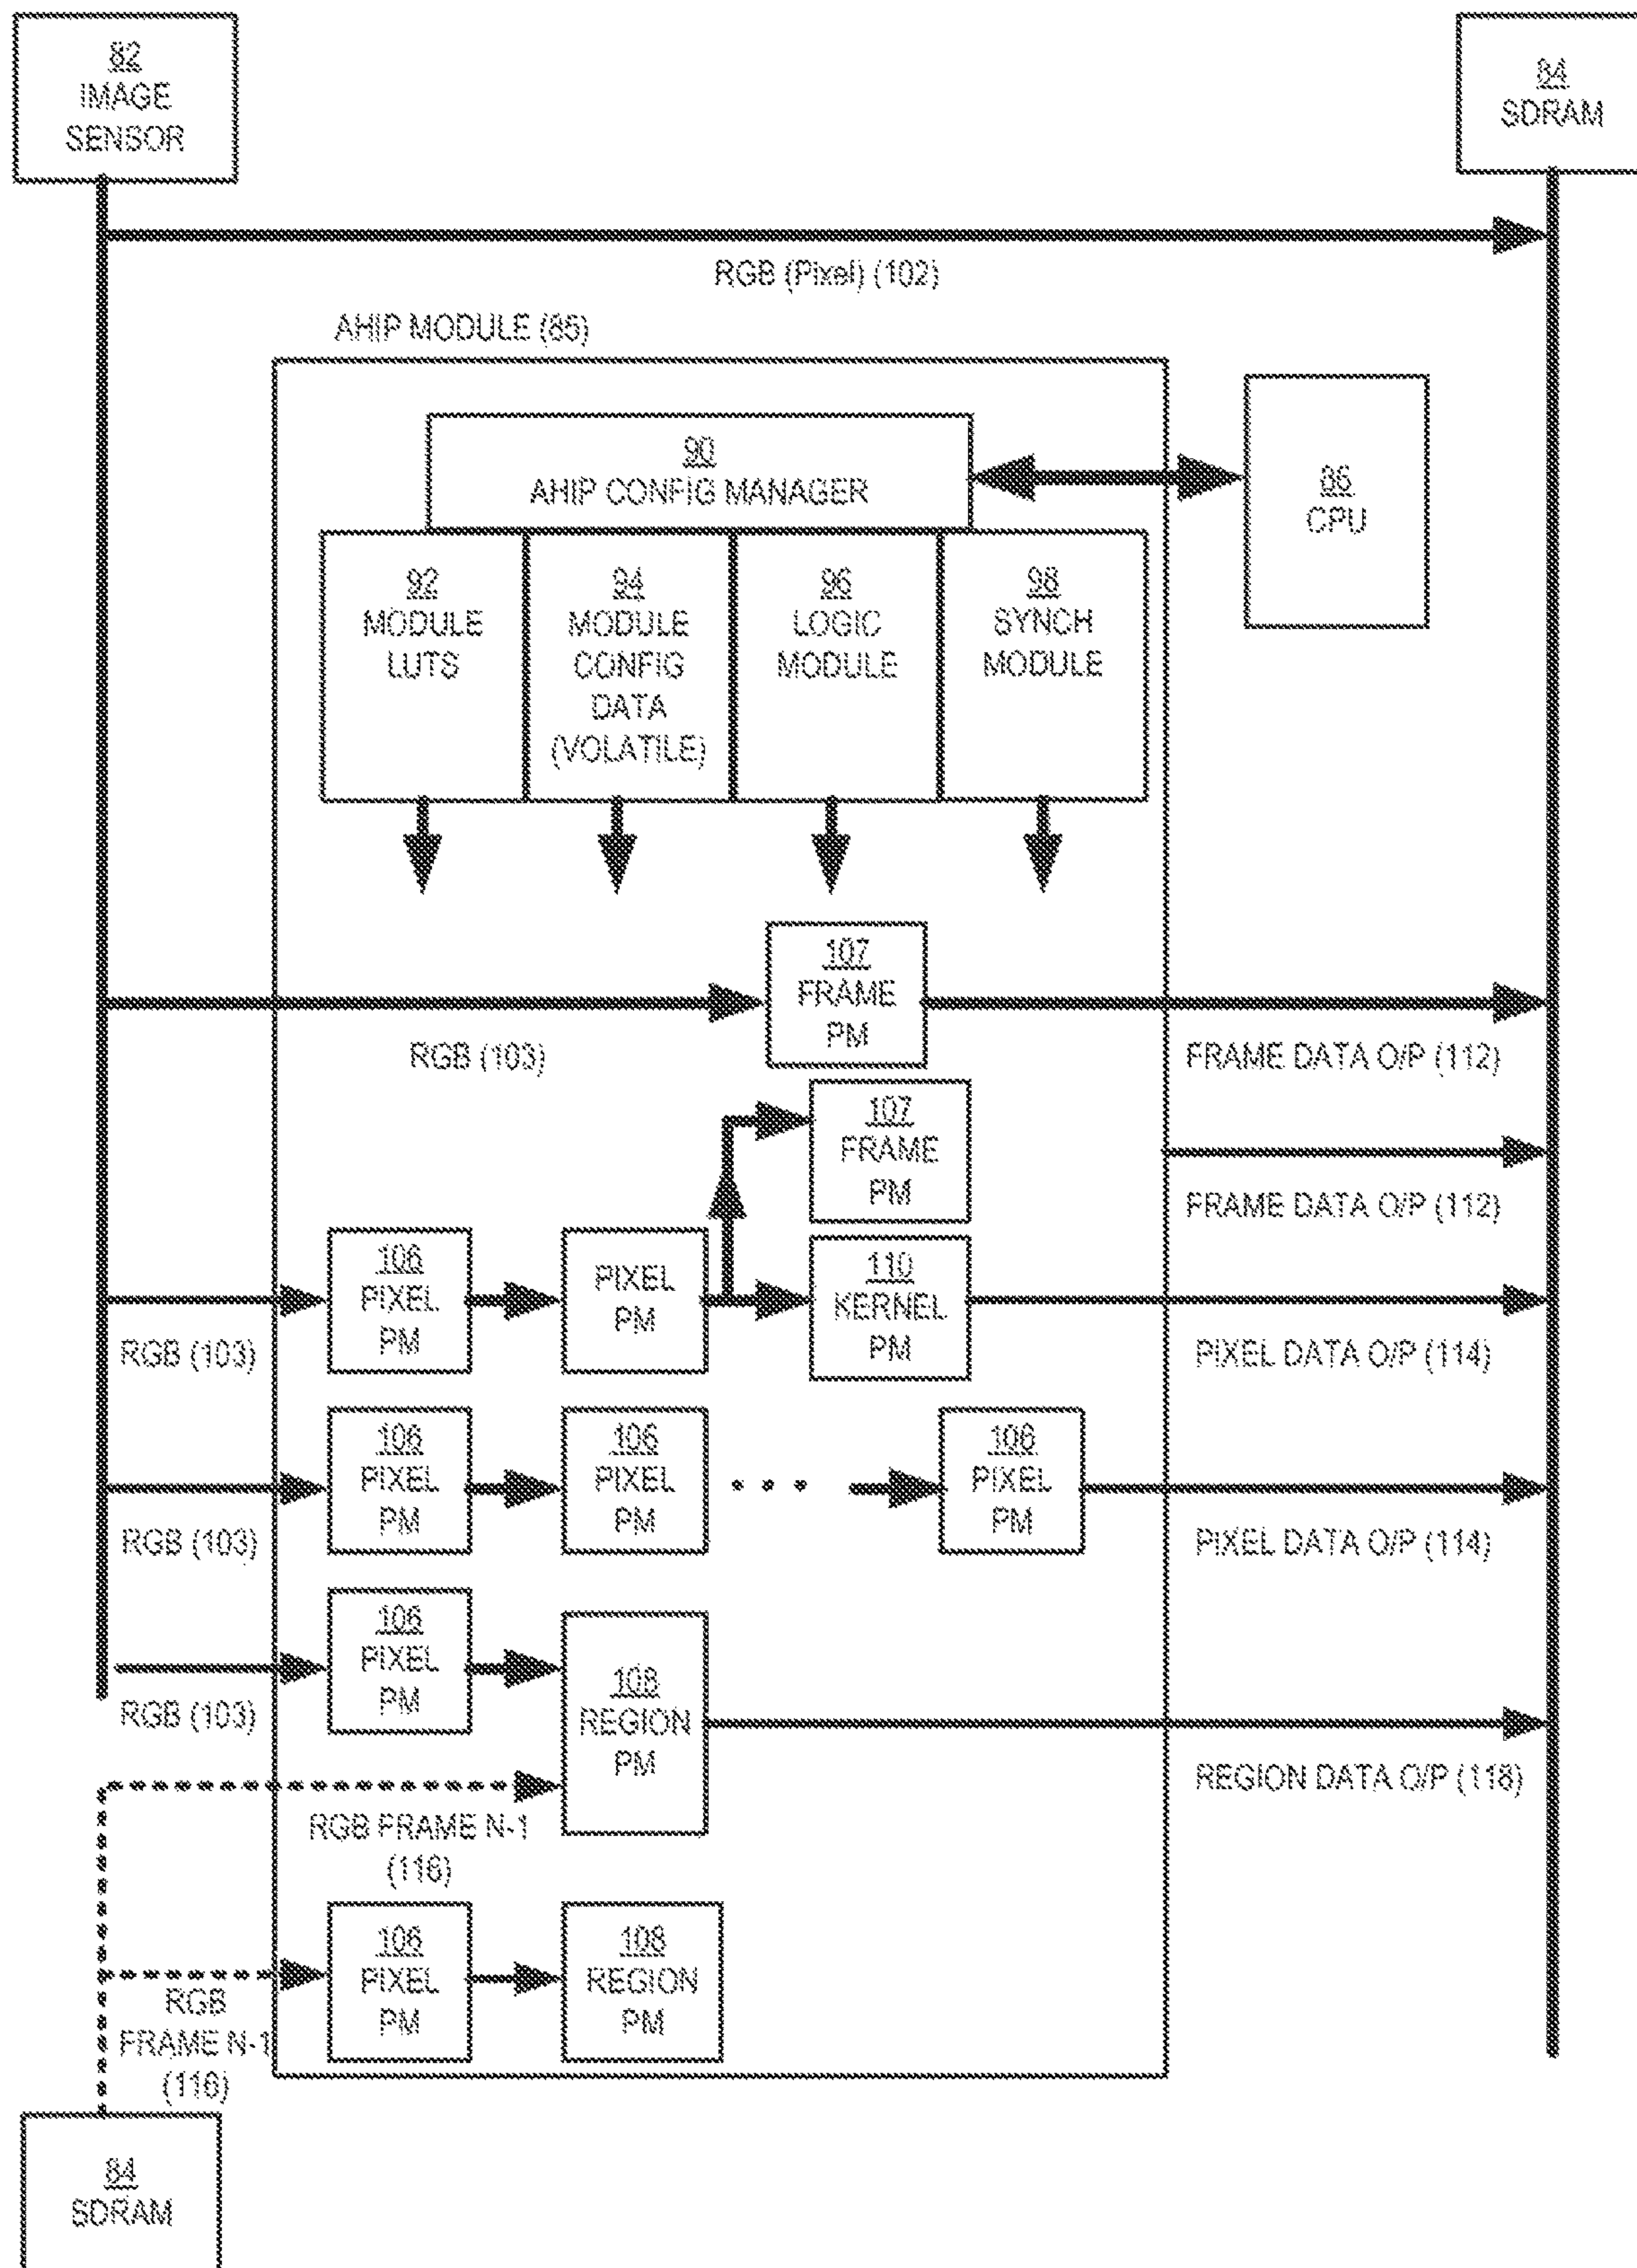 82
IMAGE
SENSOR
84
SDRAM
RGB (Pixel) (102)
AHIP MODULE (85)
90
AHIP CONFIG MANAGER
86
CPU
92
MODULE
LUTS
94
MODULE
CONFIG
DATA
(VOLATILE)
96
LOGIC
MODULE
98
SYNCH
MODULE
107
FRAME
PM
RGB (103)
FRAME DATA O/P (112)
107
FRAME
PM
FRAME DATA O/P (112)
106
PIXEL
PM
PIXEL
PM
110
KERNEL
PM
RGB (103)
PIXEL DATA O/P (114)
106
PIXEL
PM
106
PIXEL
PM
. . .
106
PIXEL
PM
RGB (103)
PIXEL DATA O/P (114)
106
PIXEL
PM
108
REGION
PM
RGB (103)
REGION DATA O/P (118)
RGB FRAME N-1
(116)
106
PIXEL
PM
108
REGION
PM
RGB
FRAME N-1
(116)
84
SDRAM